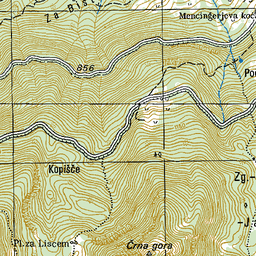 Za Bis
Mencingerjeva koč
856
Po
Kopišče
Zg.-
-J
Pl. za Liscem
Črna gora